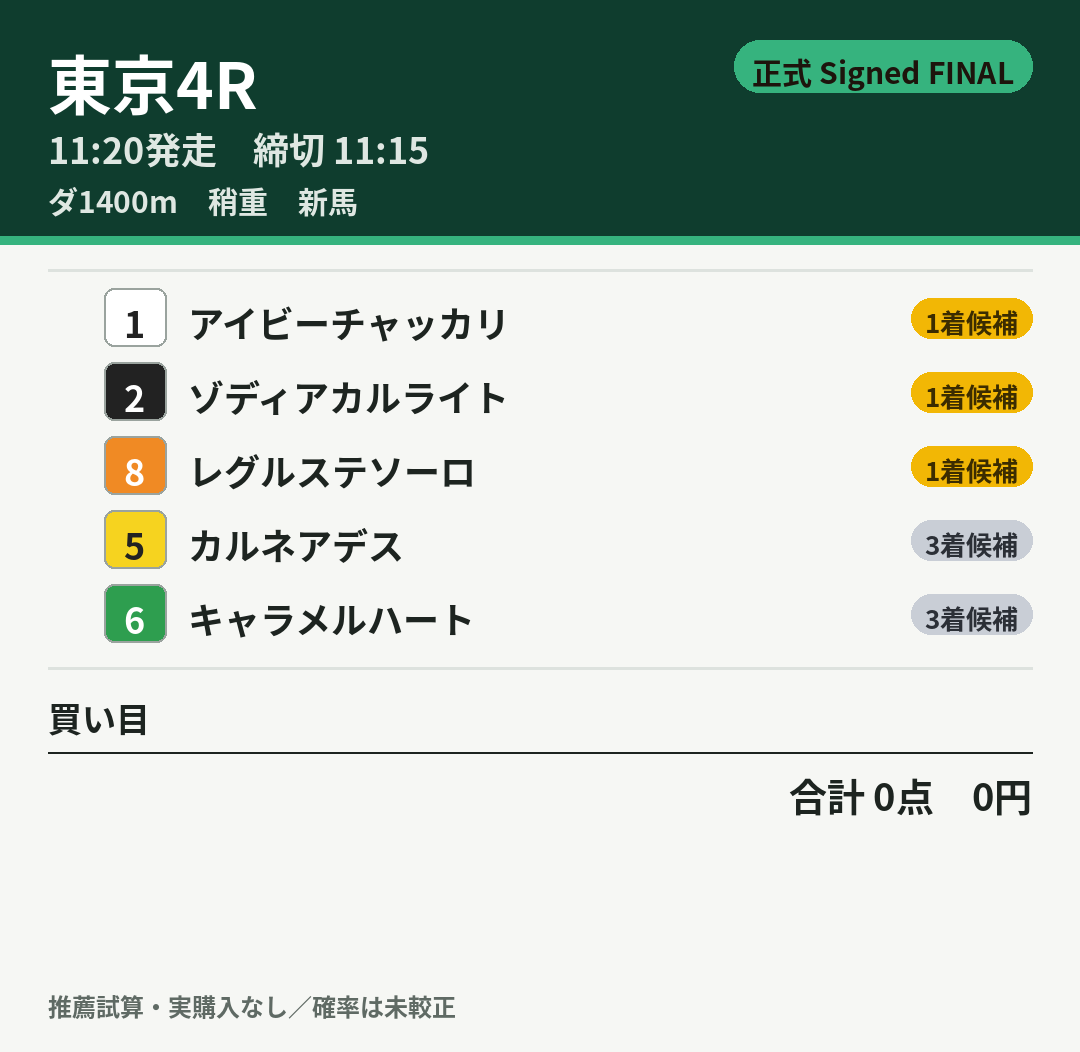 東京4R
正式 Signed FINAL
11:20発走　締切 11:15
ダ1400m　稍重　新馬
1 アイビーチャッカリ 1着候補
2 ゾディアカルライト 1着候補
8 レグルステソーロ 1着候補
5 カルネアデス 3着候補
6 キャラメルハート 3着候補
買い目
合計 0点　0円
推薦試算・実購入なし／確率は未較正